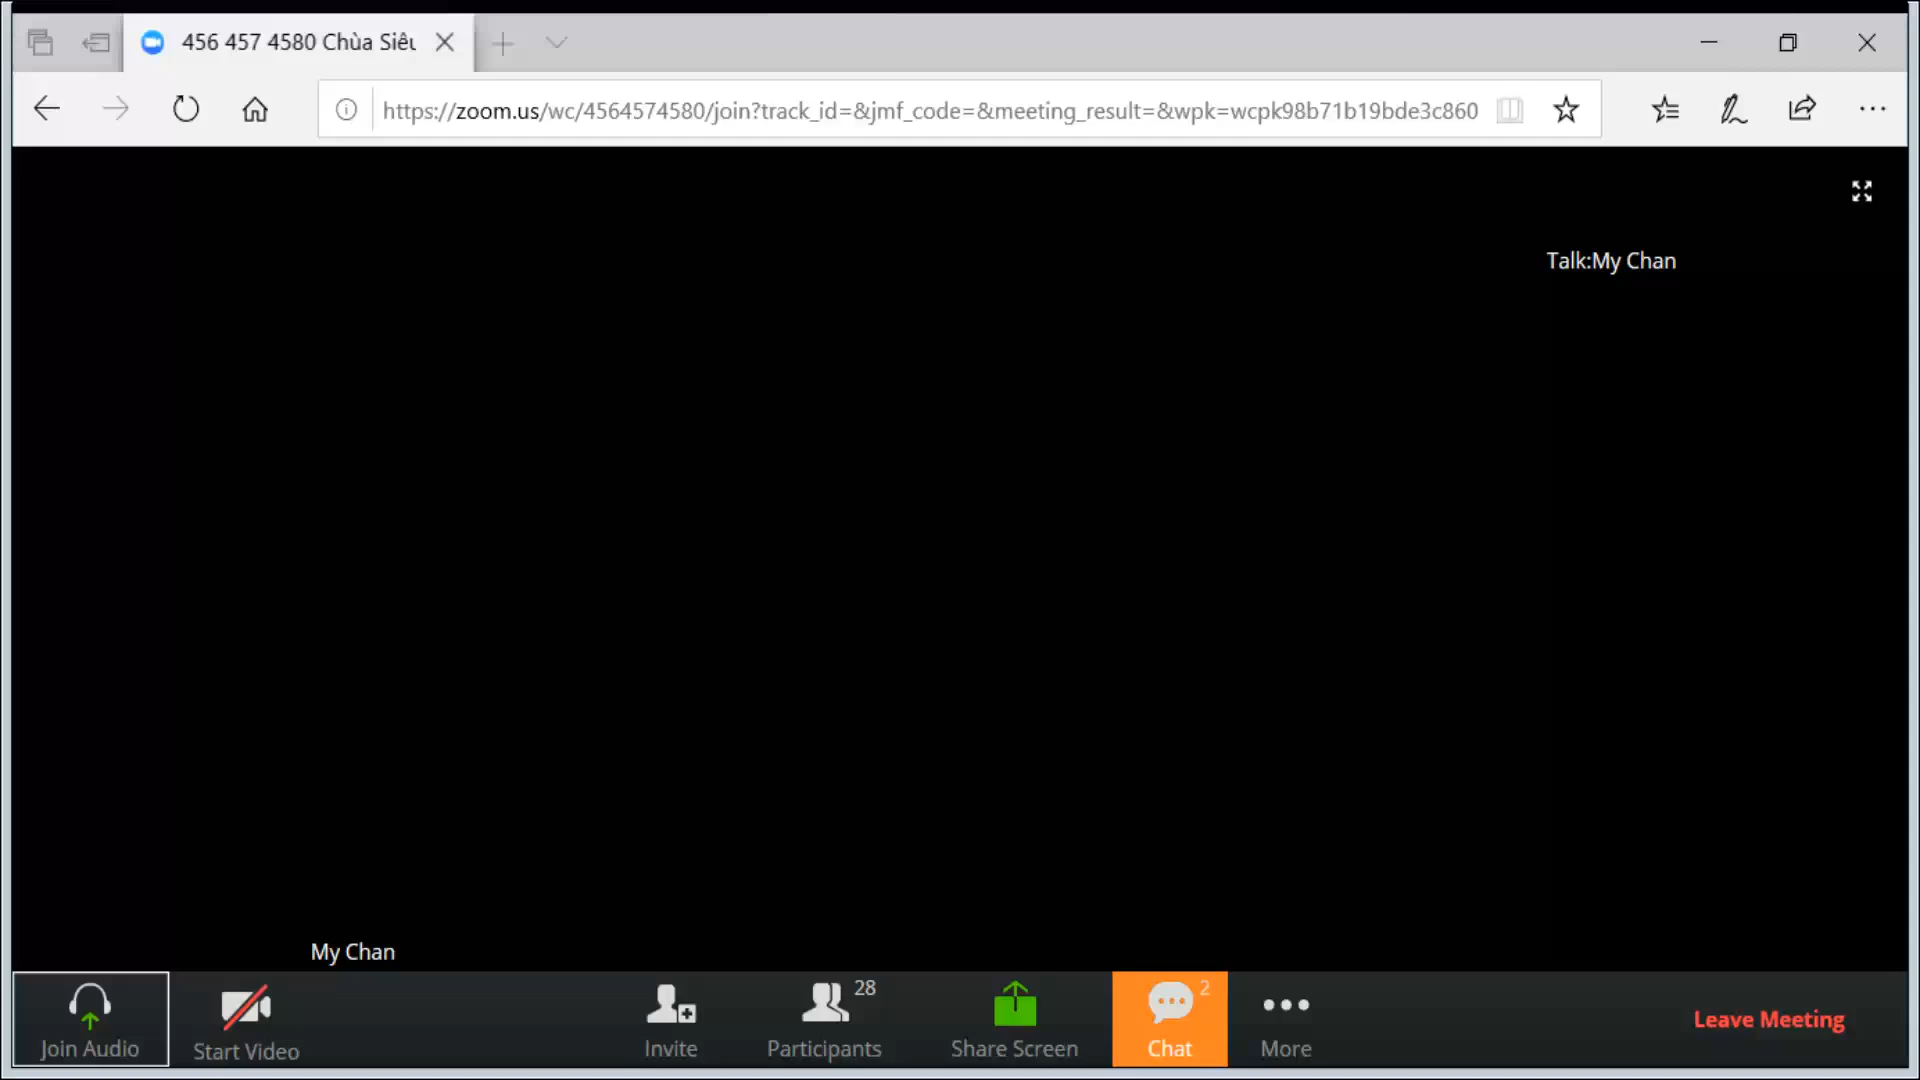 456 457 4580 Chùa Siêu
https://zoom.us/wc/4564574580/join?track_id=&jmf_code=&meeting_result=&wpk=wcpk98b71b19bde3c860
Talk:My Chan
My Chan
Join Audio
Start Video
Invite
28
Participants
Share Screen
2
Chat
More
Leave Meeting